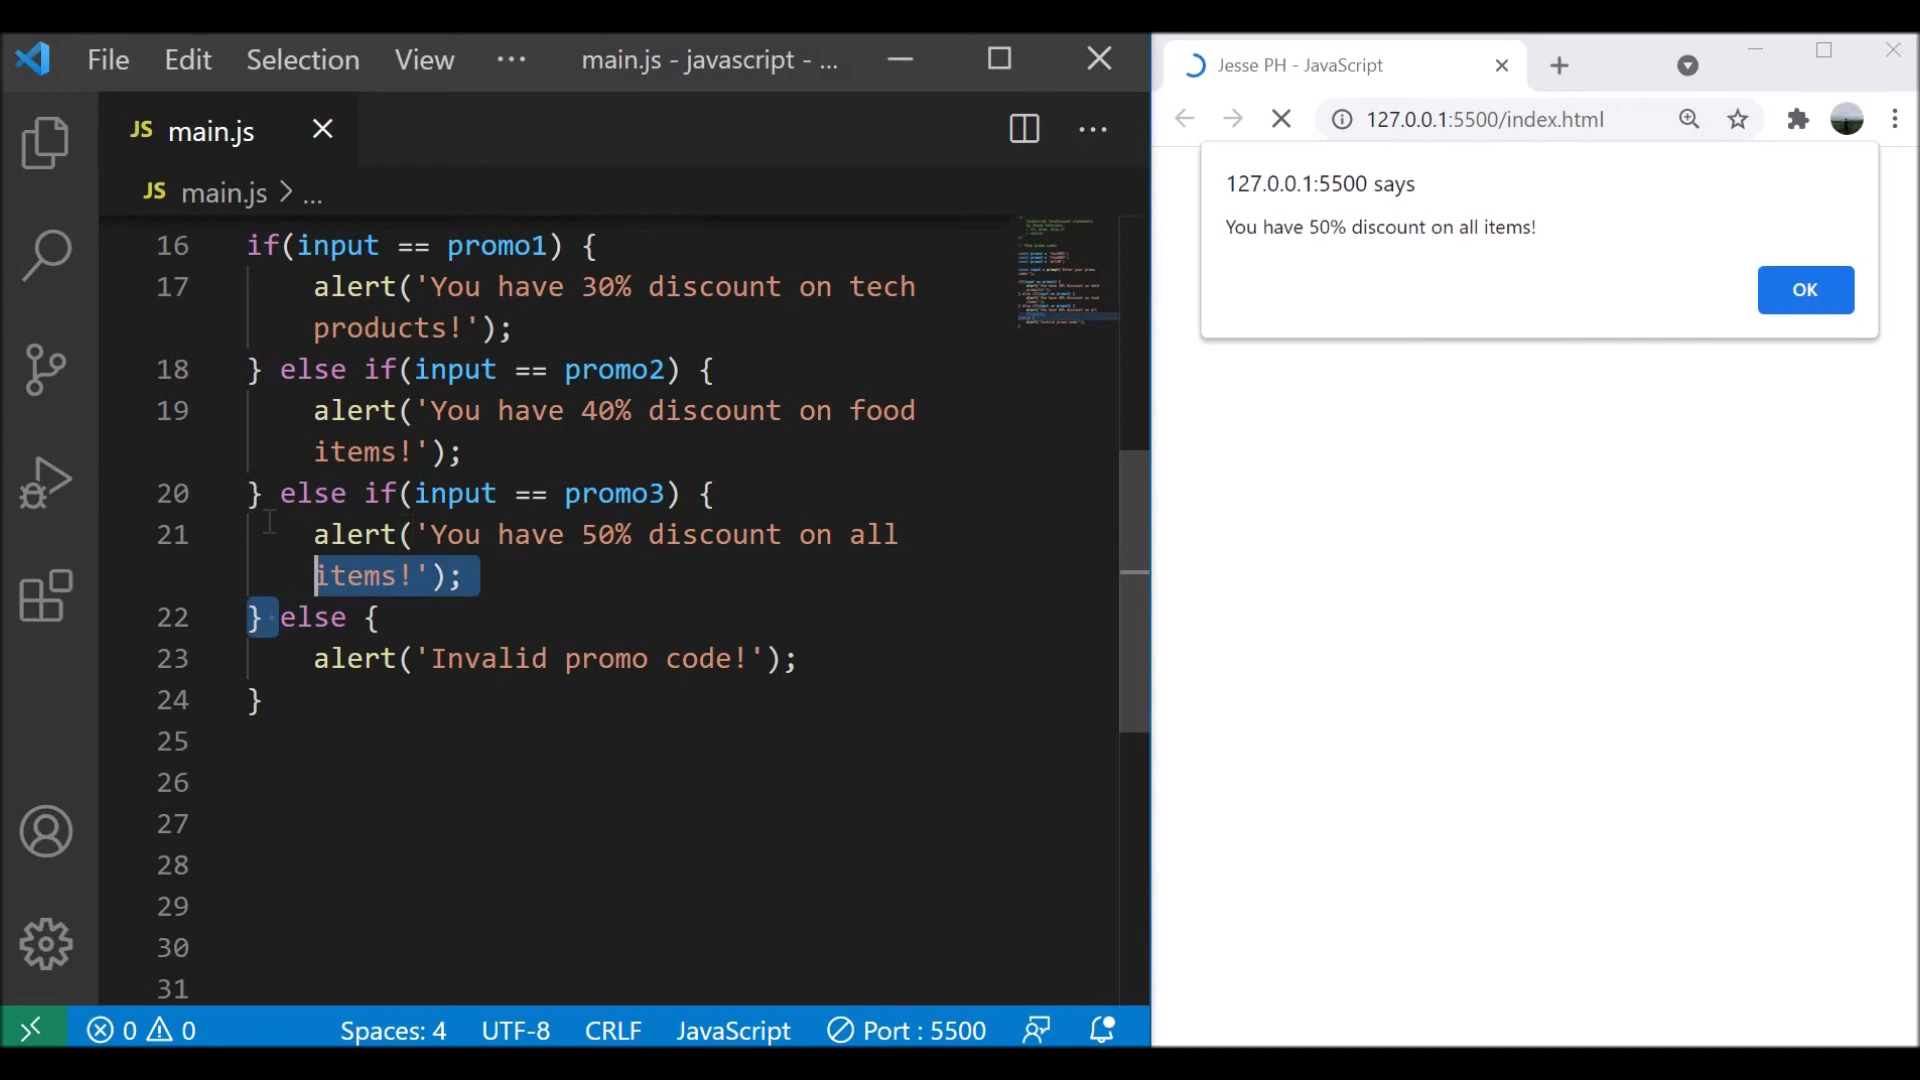 File Edit Selection View ··· main.js - javascript - ...
JS main.js
JS main.js > ...
16 if(input == promo1) {
17 alert('You have 30% discount on tech
products!');
18 } else if(input == promo2) {
19 alert('You have 40% discount on food
items!');
20 } else if(input == promo3) {
21 alert('You have 50% discount on all
items!');
22 } else {
23 alert('Invalid promo code!');
24 }
25
26
27
28
29
30
31
0 0 Spaces: 4 UTF-8 CRLF JavaScript Port : 5500
Jesse PH - JavaScript
127.0.0.1:5500/index.html
127.0.0.1:5500 says
You have 50% discount on all items!
OK